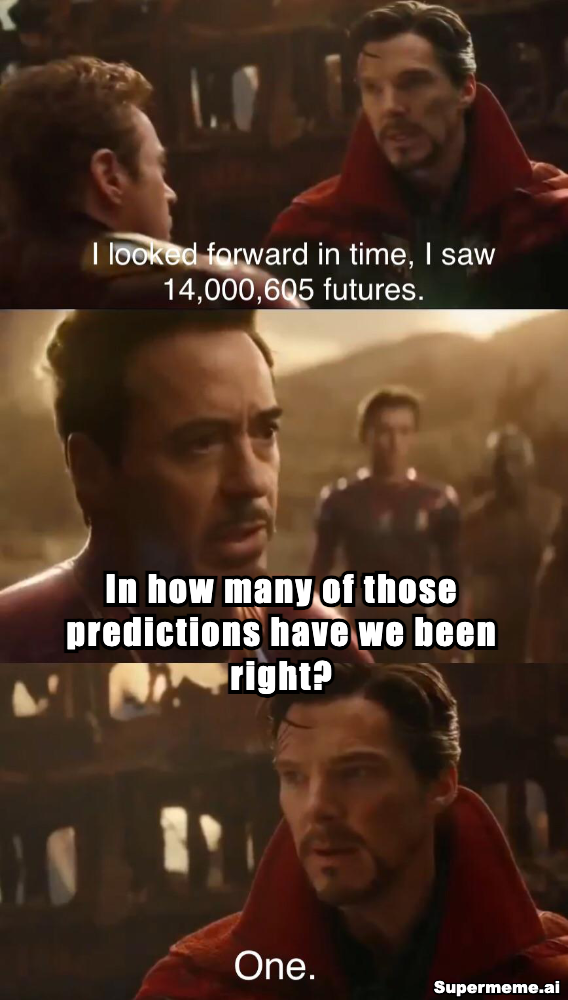 I looked forward in time, I saw
14,000,605 futures.
In how many of those
predictions have we been
right?
One.
Supermeme.ai